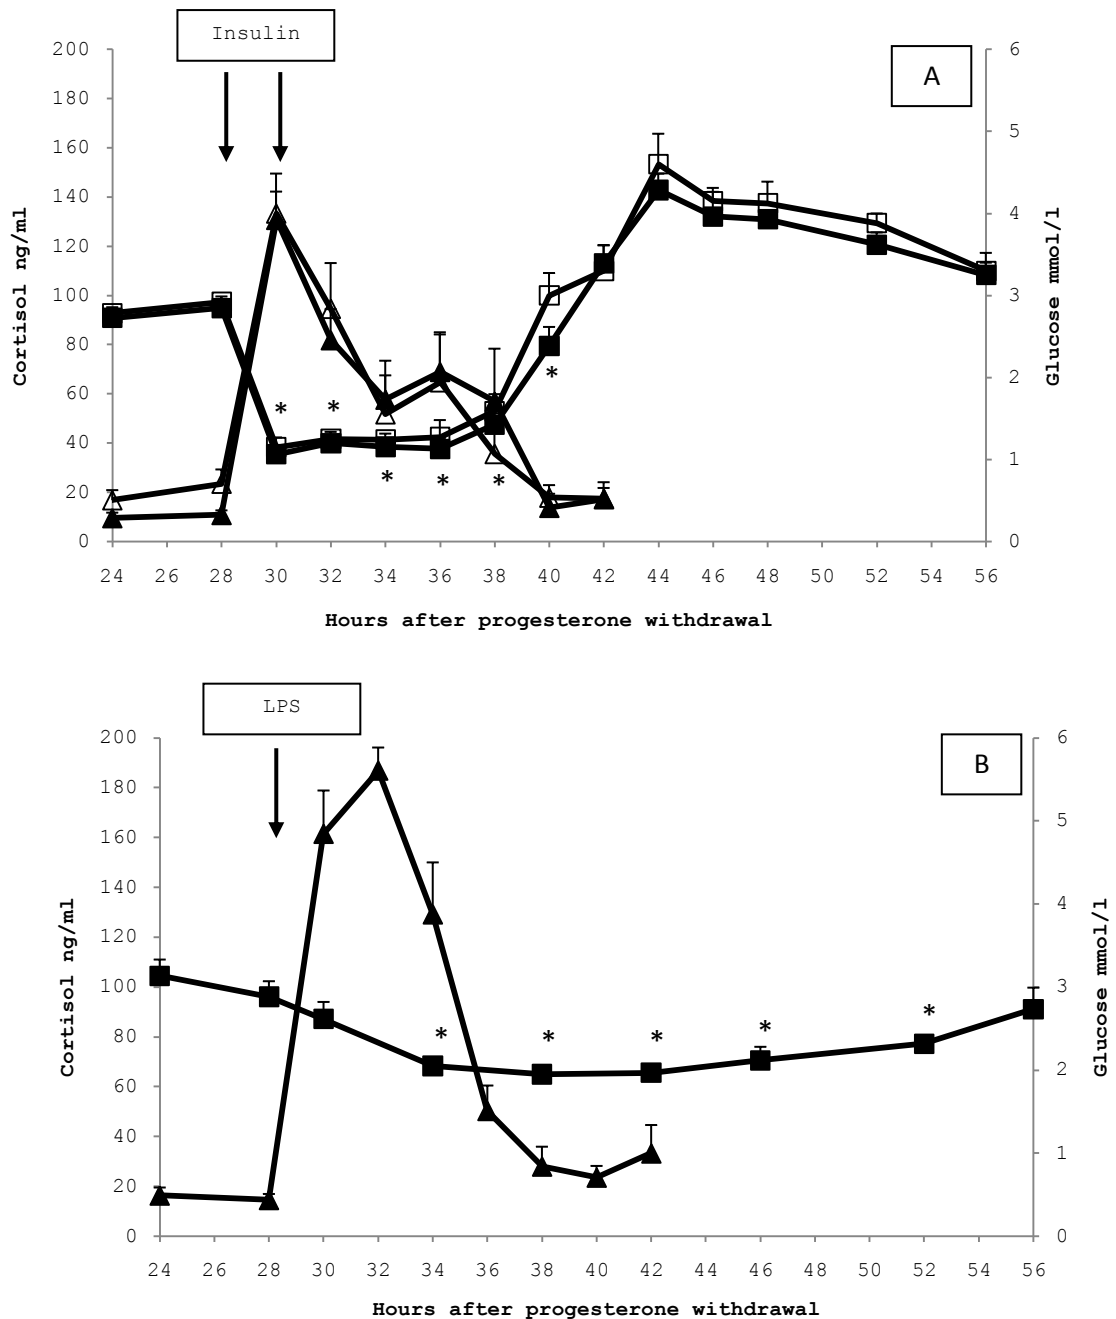 Insulin
A
200
180
160
140
120
100
80
60
40
20
0
Cortisol ng/ml
6
5
4
3
2
1
0
Glucose mmol/l
* * * * * * 
24 26 28 30 32 34 36 38 40 42 44 46 48 50 52 54 56
Hours after progesterone withdrawal
LPS
B
200
180
160
140
120
100
80
60
40
20
0
Cortisol ng/ml
6
5
4
3
2
1
0
Glucose mmol/l
* * * * *
24 26 28 30 32 34 36 38 40 42 44 46 48 50 52 54 56
Hours after progesterone withdrawal